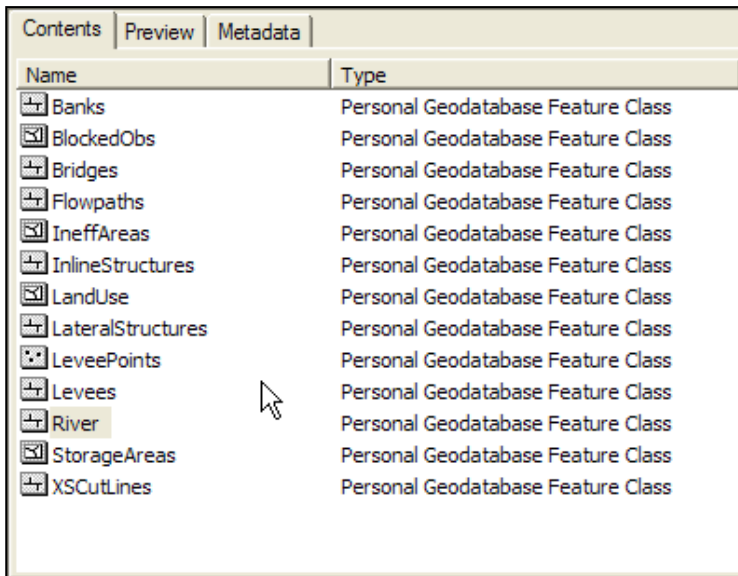 Contents Preview Metadata
Name Type
Banks Personal Geodatabase Feature Class
BlockedObs Personal Geodatabase Feature Class
Bridges Personal Geodatabase Feature Class
Flowpaths Personal Geodatabase Feature Class
IneffAreas Personal Geodatabase Feature Class
InlineStructures Personal Geodatabase Feature Class
LandUse Personal Geodatabase Feature Class
LateralStructures Personal Geodatabase Feature Class
LeveePoints Personal Geodatabase Feature Class
Levees Personal Geodatabase Feature Class
River Personal Geodatabase Feature Class
StorageAreas Personal Geodatabase Feature Class
XSCutLines Personal Geodatabase Feature Class